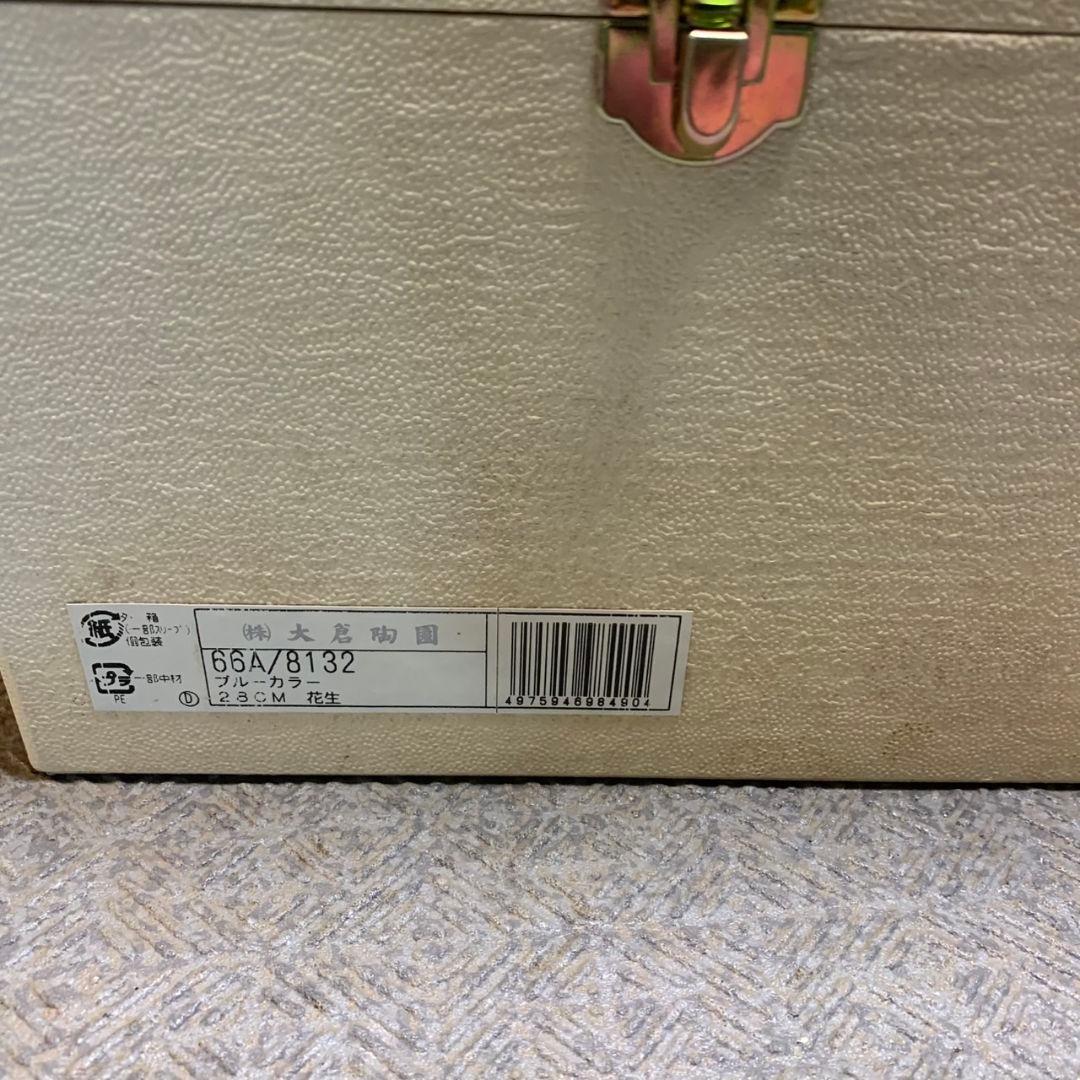 紙
タ、箱
(一部スリーブ)
個包装
プラ
一部中材
PE
D
(株)大倉陶園
66A/8132
ブルーカラー
28CM 花生
4975946984904